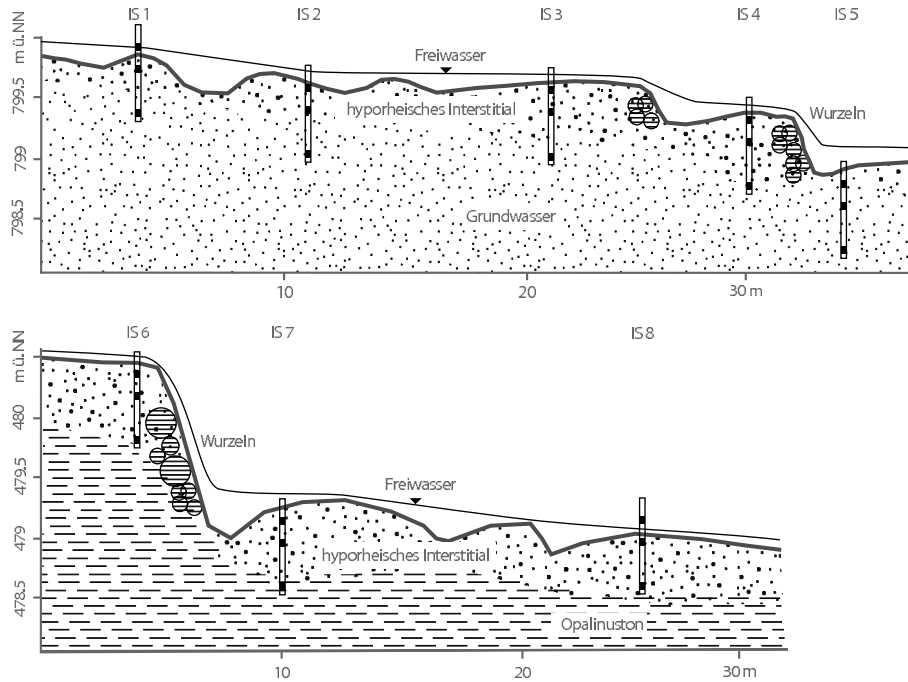 IS 1 IS 2 IS 3 IS 4 IS 5
m ü. NN
Freiwasser
799.5
hyporheisches Interstitial
Wurzeln
799
798.5
Grundwasser
10 20 30 m
IS 6 IS 7 IS 8
m ü. NN
480
Wurzeln
479.5
Freiwasser
479
hyporheisches Interstitial
478.5
Opalinuston
10 20 30 m